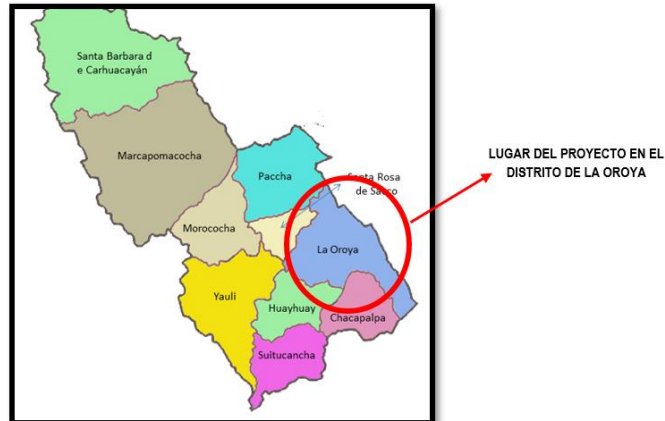 Santa Barbara d
e Carhuacayán
Marcapomacocha
Paccha
Santa Rosa
de Sacco
Morococha
La Oroya
Yauli
Huayhuay
Chacapalpa
Suitucancha
LUGAR DEL PROYECTO EN EL
DISTRITO DE LA OROYA